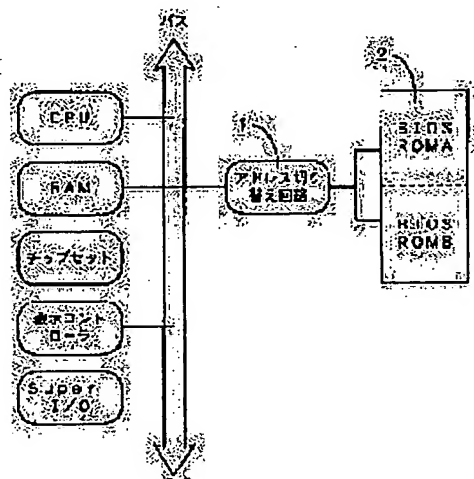 バス
CPU
RAM
チップセット
表示コント
ローラ
Super
I/O
1
アドレス切り
替え回路
2
BIOS
ROMA
BIOS
ROMB